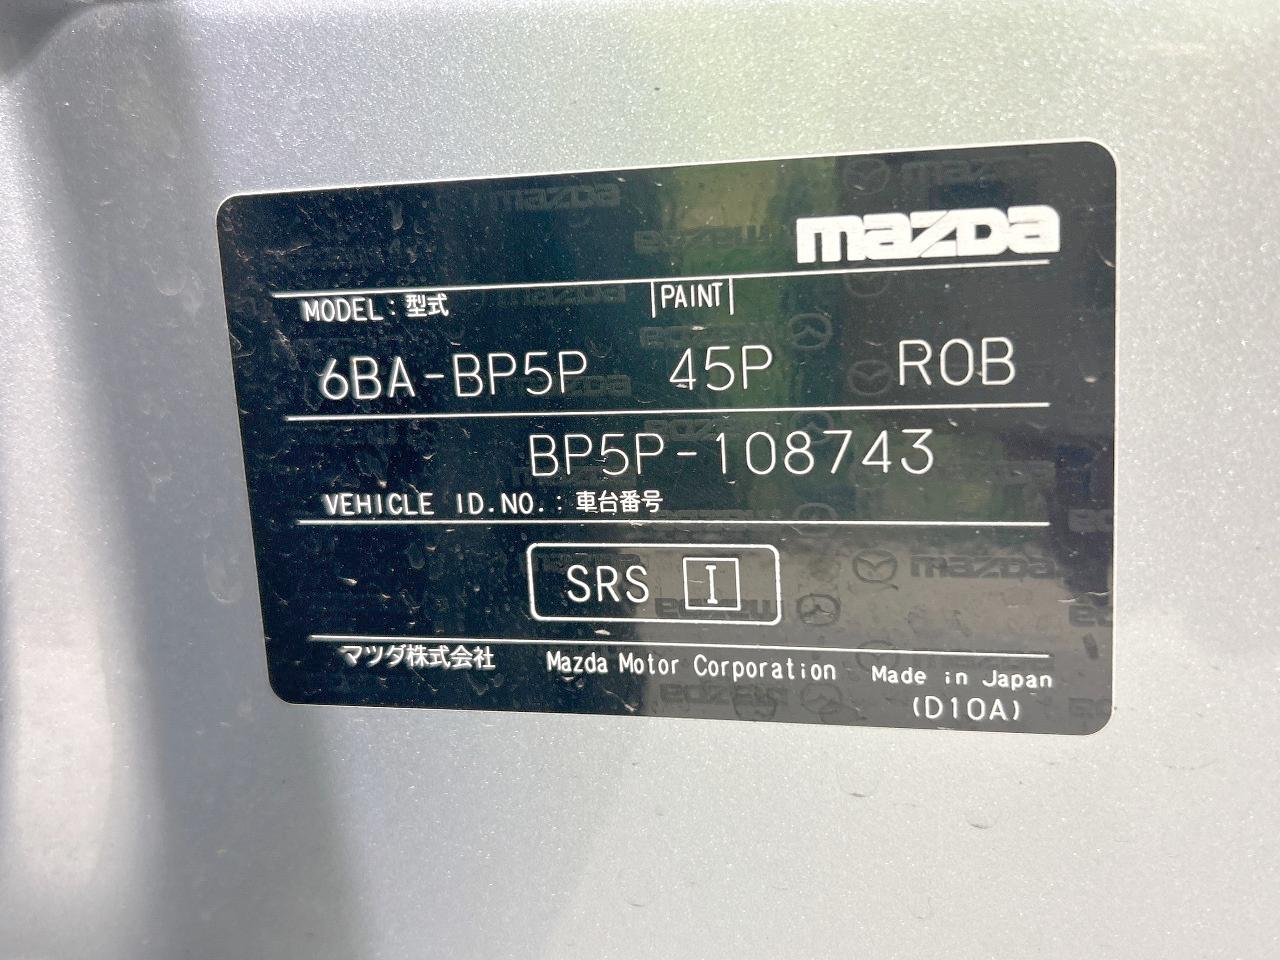 mazda
MODEL：型式 PAINT
6BA-BP5P 45P R0B
BP5P-108743
VEHICLE ID.NO.：車台番号
SRS I
マツダ株式会社 Mazda Motor Corporation Made in Japan
(D10A)